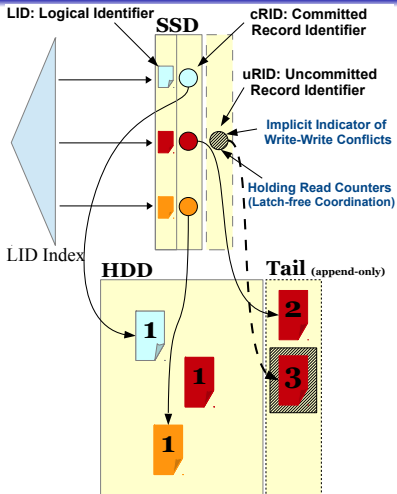 LID: Logical Identifier
SSD
cRID: Committed
Record Identifier
uRID: Uncommitted
Record Identifier
Implicit Indicator of
Write-Write Conflicts
Holding Read Counters
(Latch-free Coordination)
LID Index
HDD
Tail (append-only)
1
2
1
3
1